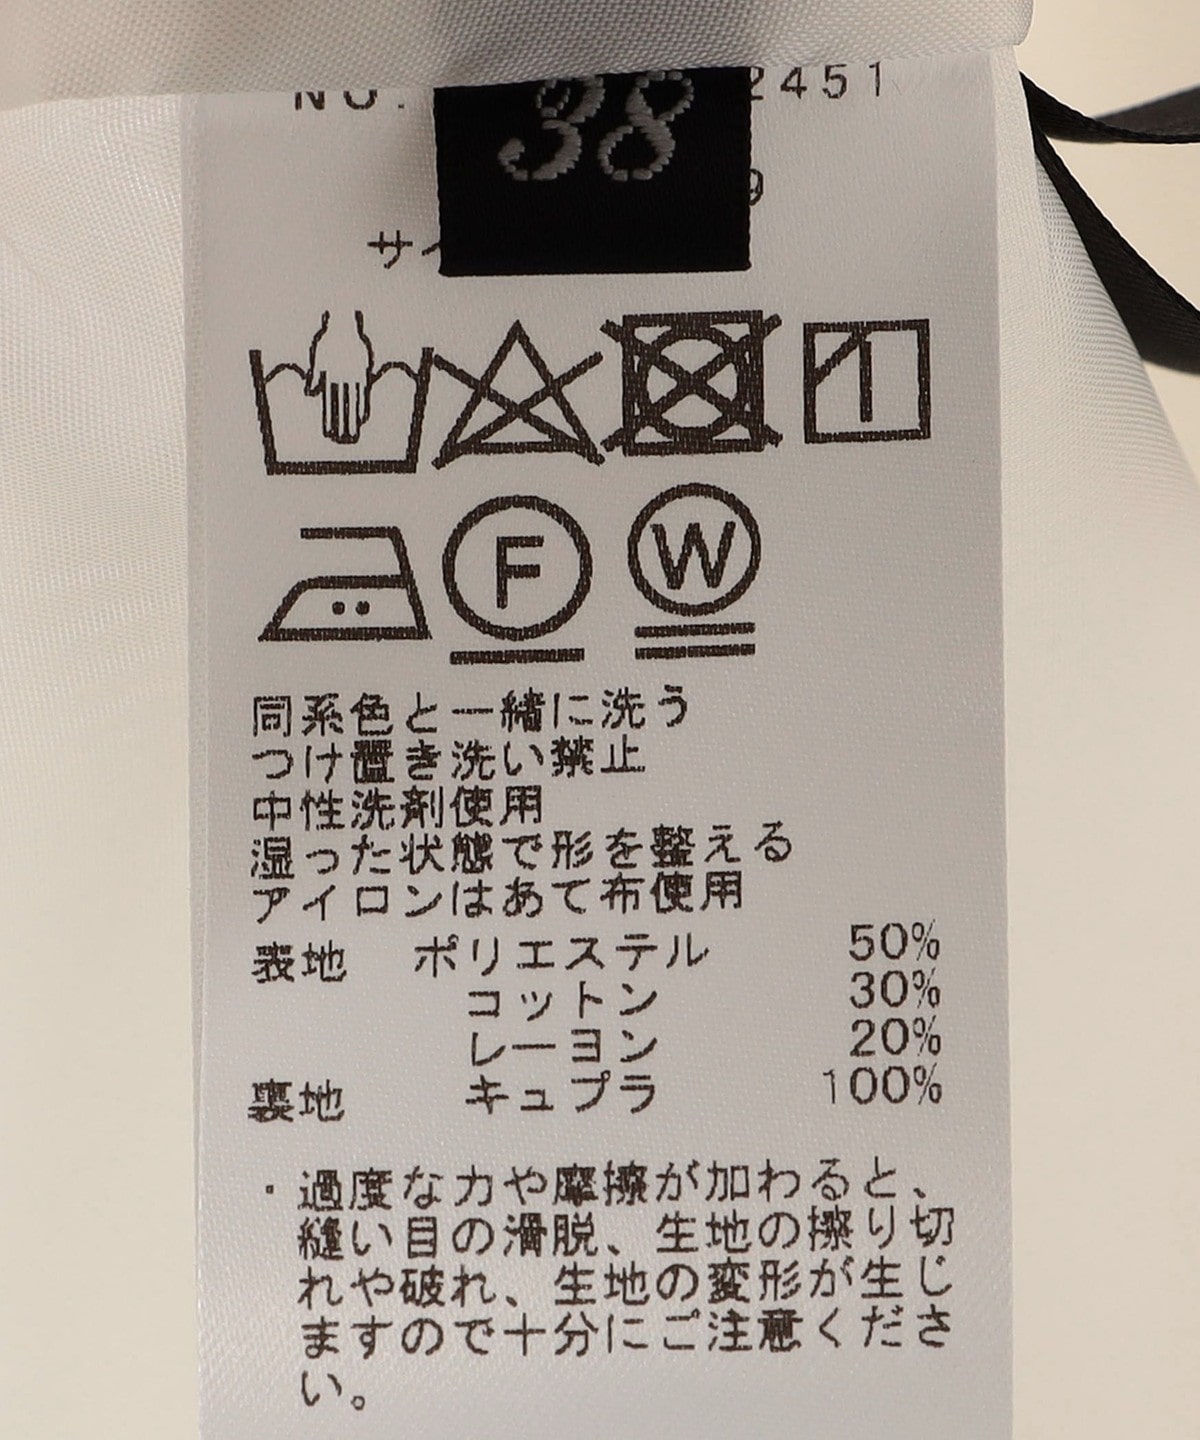 NO. 2451
38
9
サイ
F
W
同系色と一緒に洗う
つけ置き洗い禁止
中性洗剤使用
湿った状態で形を整える
アイロンはあて布使用
表地 ポリエステル 50%
コットン 30%
レーヨン 20%
裏地 キュプラ 100%
・過度な力や摩擦が加わると、
縫い目の滑脱、生地の擦り切
れや破れ、生地の変形が生じ
ますので十分にご注意くださ
い。